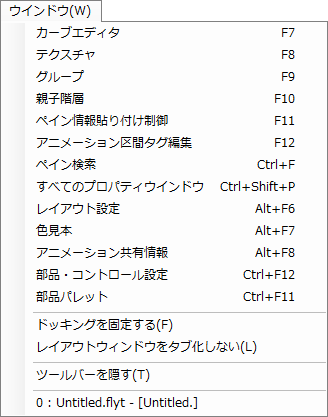 ウインドウ(W)
カーブエディタ F7
テクスチャ F8
グループ F9
親子階層 F10
ペイン情報貼り付け制御 F11
アニメーション区間タグ編集 F12
ペイン検索 Ctrl+F
すべてのプロパティウインドウ Ctrl+Shift+P
レイアウト設定 Alt+F6
色見本 Alt+F7
アニメーション共有情報 Alt+F8
部品・コントロール設定 Ctrl+F12
部品パレット Ctrl+F11
ドッキングを固定する(F)
レイアウトウィンドウをタブ化しない(L)
ツールバーを隠す(T)
0 : Untitled.flyt - [Untitled.]